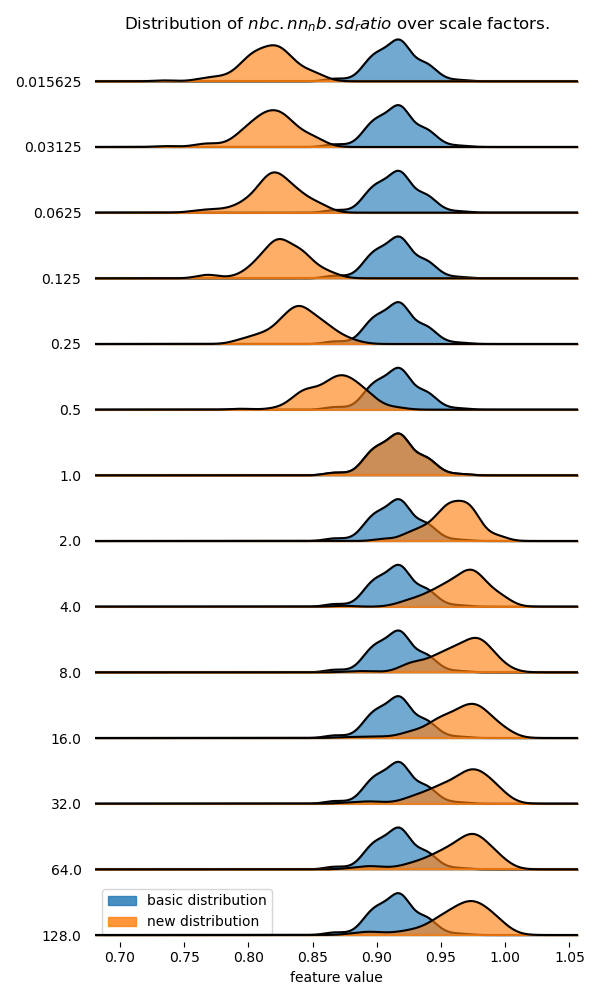 Distribution of nbc.nn_nb.sd_ratio over scale factors.
0.015625
0.03125
0.0625
0.125
0.25
0.5
1.0
2.0
4.0
8.0
16.0
32.0
64.0
128.0
basic distribution
new distribution
0.70 0.75 0.80 0.85 0.90 0.95 1.00 1.05
feature value